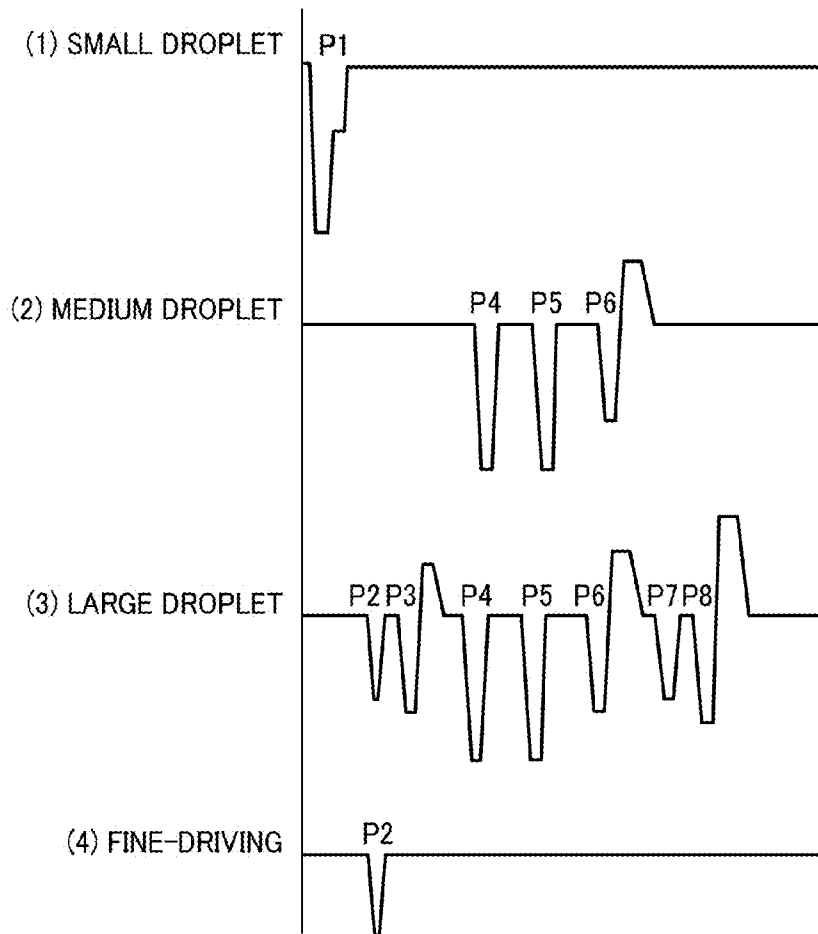 (1) SMALL DROPLET P1
(2) MEDIUM DROPLET P4 P5 P6
(3) LARGE DROPLET P2 P3 P4 P5 P6 P7 P8
(4) FINE-DRIVING P2